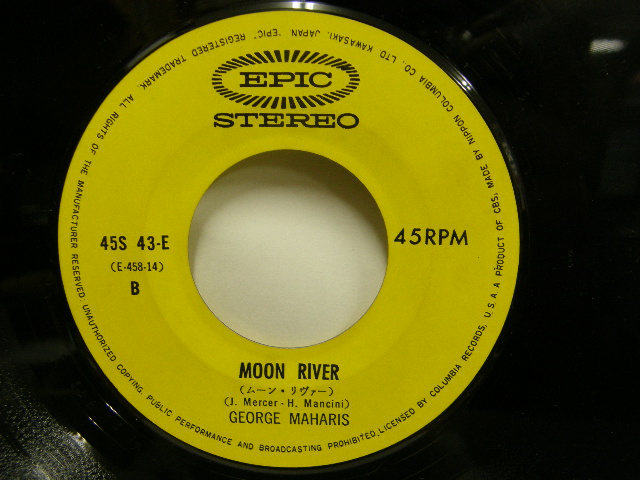 EPIC
STEREO
45S 43-E
(E-458-14)
B
45RPM
MOON RIVER
(ムーン・リヴァー)
(J. Mercer - H. Mancini)
GEORGE MAHARIS
ALL RIGHTS OF THE MANUFACTURER RESERVED. UNAUTHORIZED COPYING, PUBLIC PERFORMANCE AND BROADCASTING PROHIBITED. LICENSED BY COLUMBIA RECORDS, U.S.A. A PRODUCT OF CBS. MADE BY NIPPON COLUMBIA CO., LTD. KAWASAKI, JAPAN "EPIC" REGISTERED TRADEMARK.